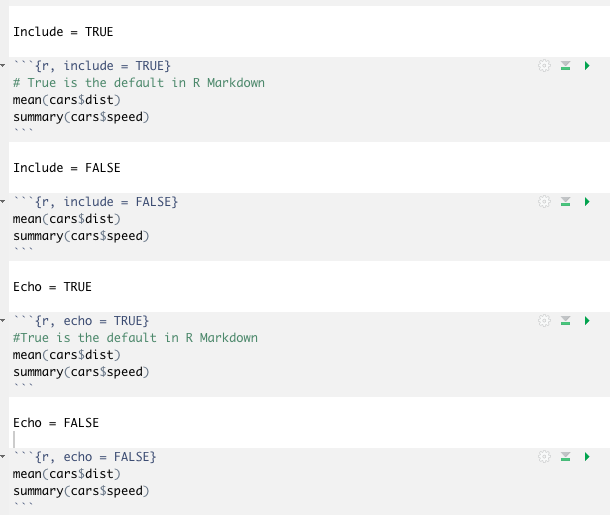 Include = TRUE
```{r, include = TRUE}
# True is the default in R Markdown
mean(cars$dist)
summary(cars$speed)
```
Include = FALSE
```{r, include = FALSE}
mean(cars$dist)
summary(cars$speed)
```
Echo = TRUE
```{r, echo = TRUE}
#True is the default in R Markdown
mean(cars$dist)
summary(cars$speed)
```
Echo = FALSE
```{r, echo = FALSE}
mean(cars$dist)
summary(cars$speed)
```